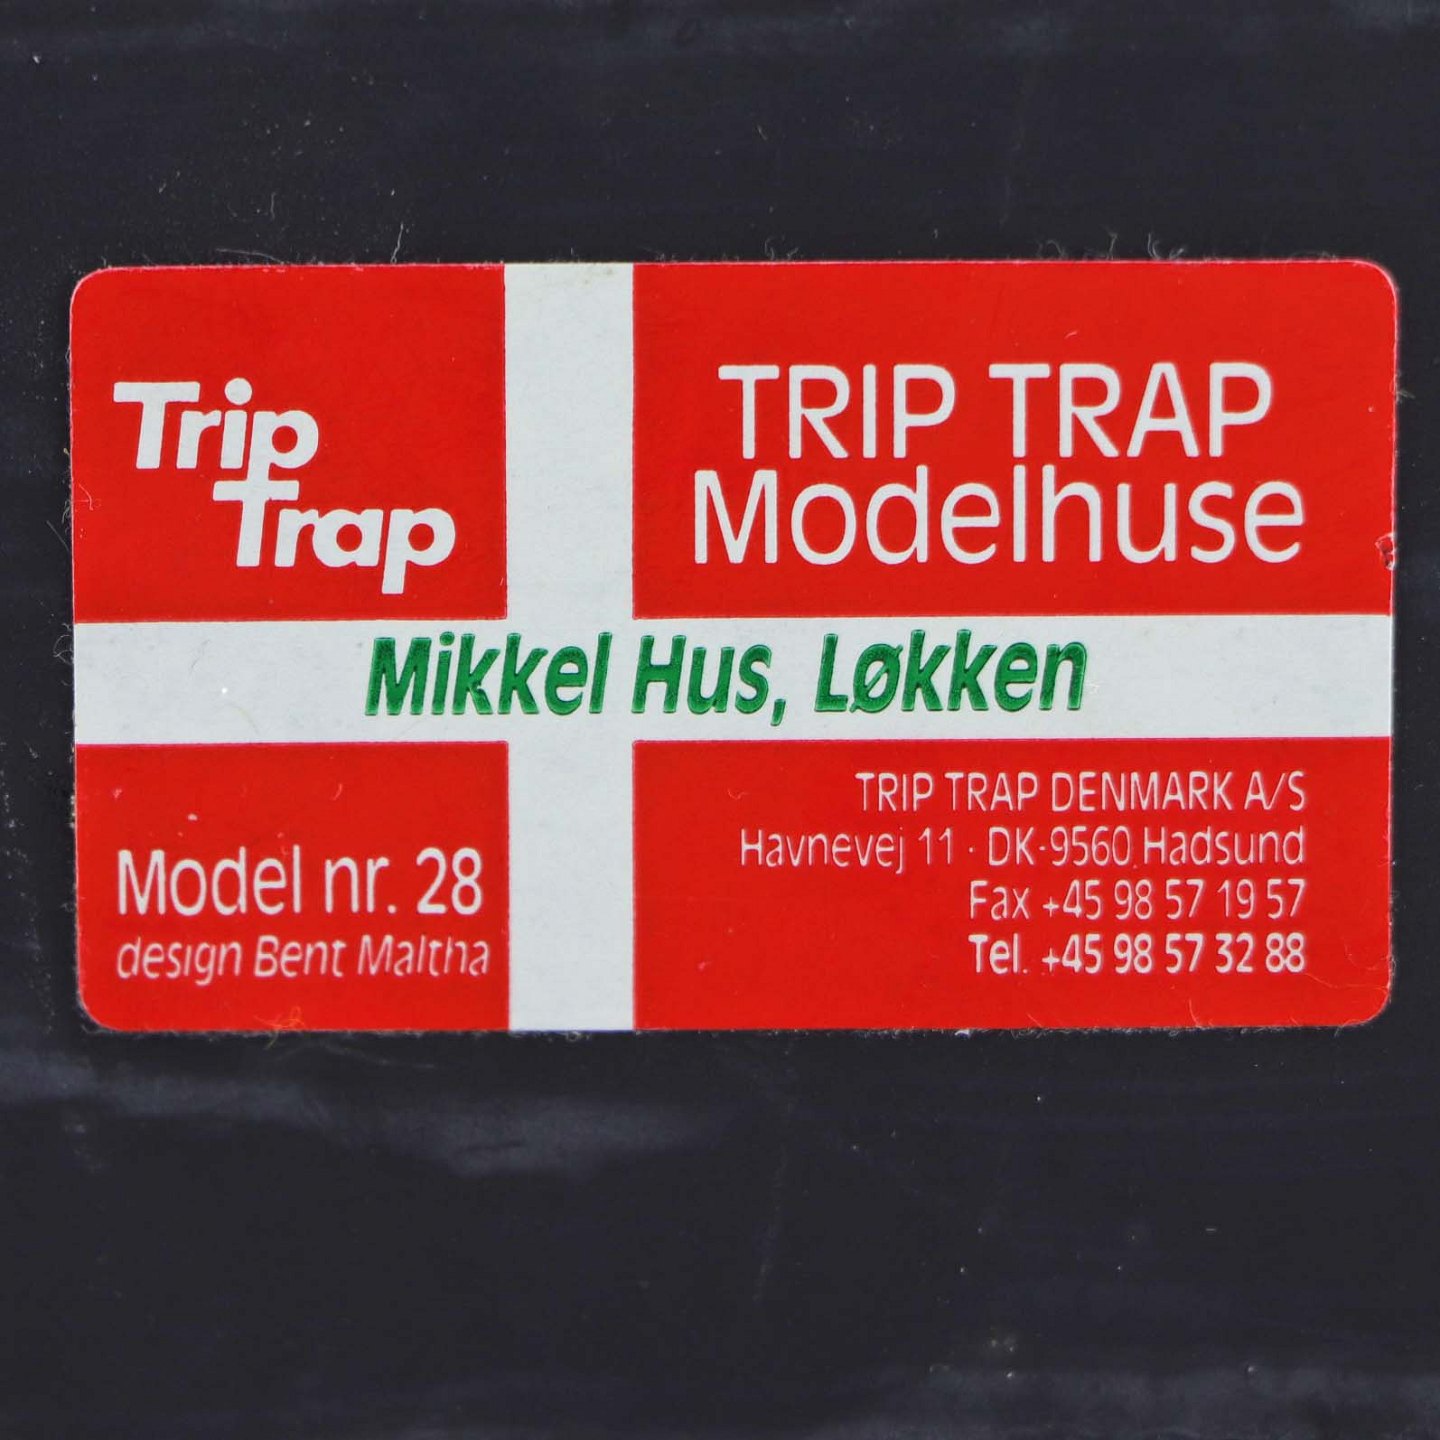 Trip
Trap
TRIP TRAP
Modelhuse
Mikkel Hus, Løkken
Model nr. 28
design Bent Maltha
TRIP TRAP DENMARK A/S
Havnevej 11 · DK-9560 Hadsund
Fax +45 98 57 19 57
Tel. +45 98 57 32 88